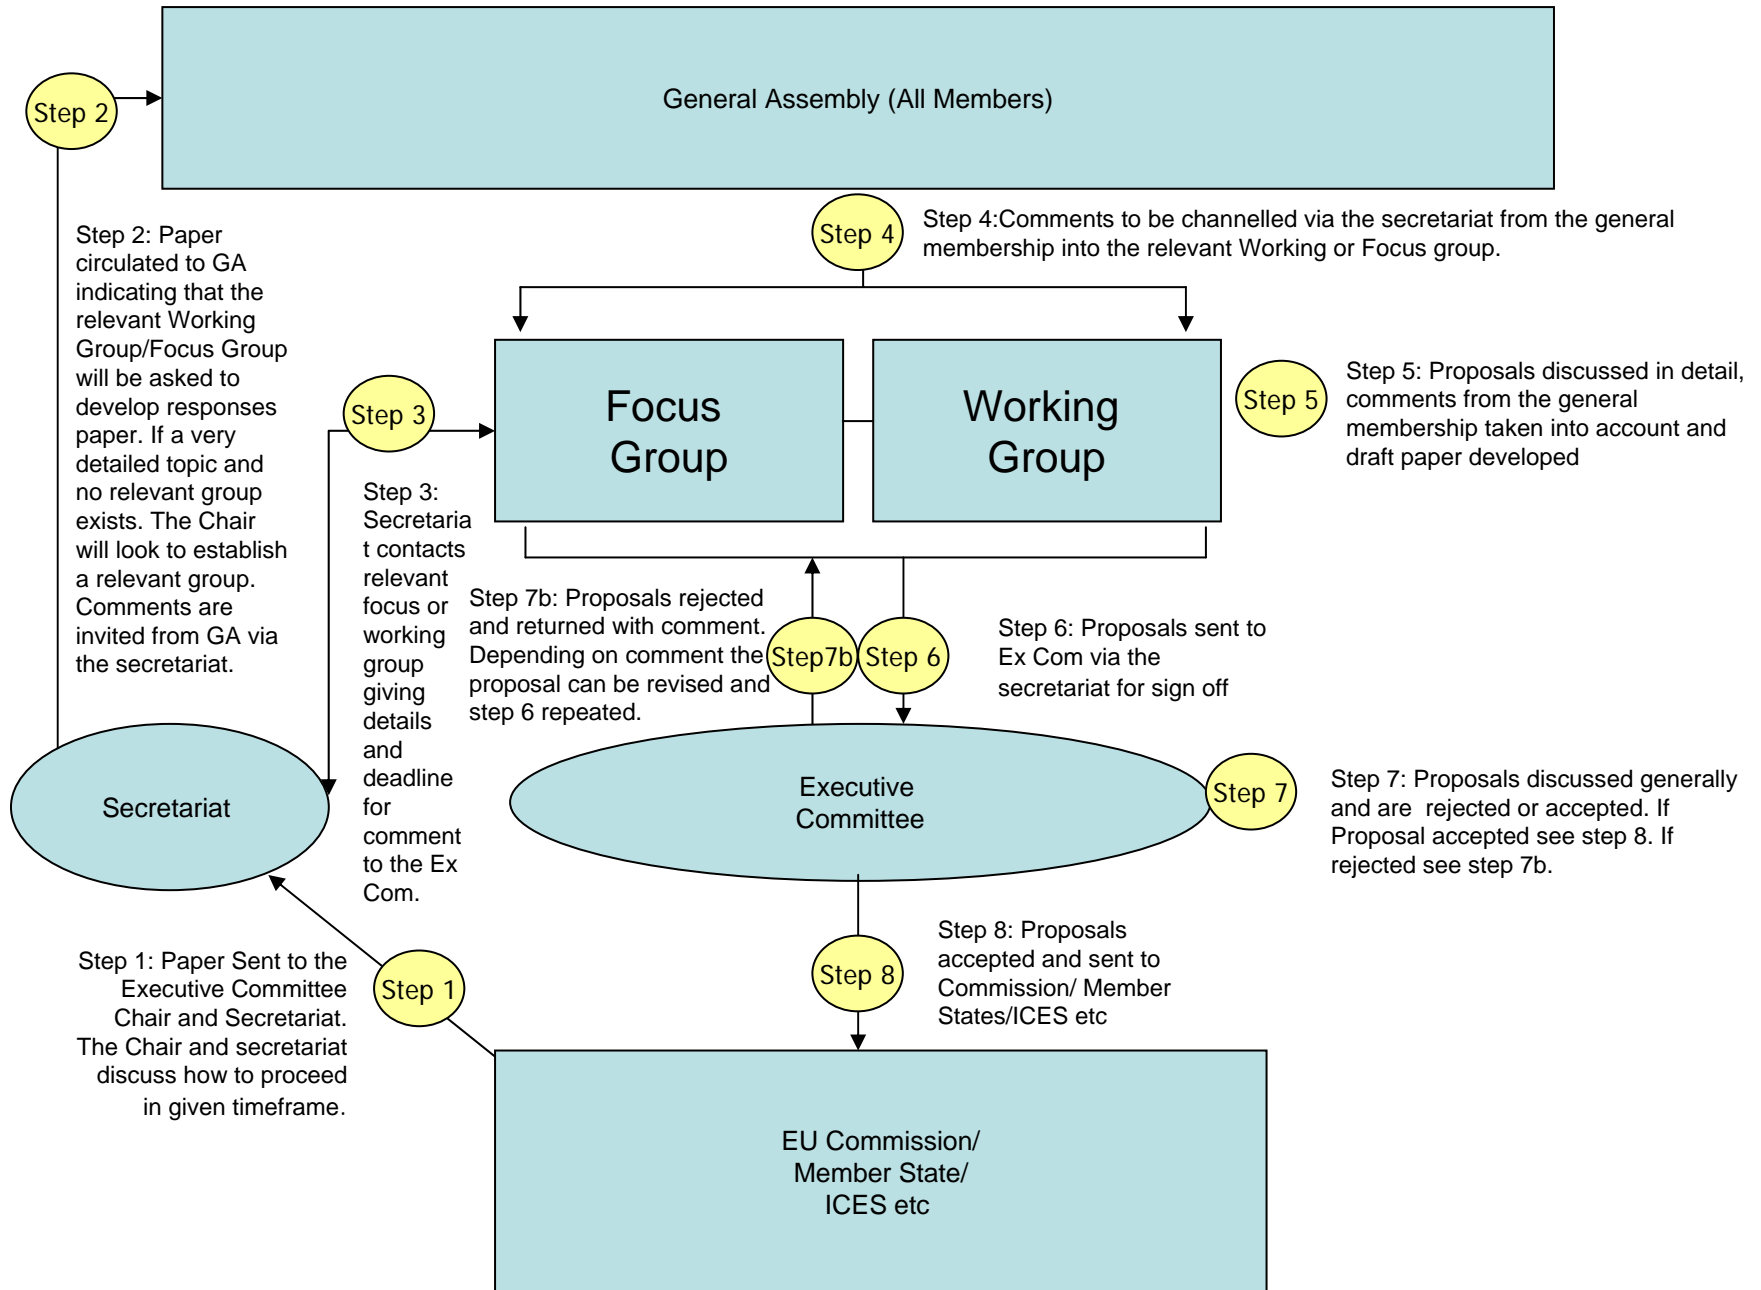 General Assembly (All Members)
Step 2
Step 4
Step 4:Comments to be channelled via the secretariat from the general
membership into the relevant Working or Focus group.
Step 2: Paper
circulated to GA
indicating that the
relevant Working
Group/Focus Group
will be asked to
develop responses
paper. If a very
detailed topic and
no relevant group
exists. The Chair
will look to establish
a relevant group.
Comments are
invited from GA via
the secretariat.
Step 3
Focus
Group
Working
Group
Step 5
Step 5: Proposals discussed in detail,
comments from the general
membership taken into account and
draft paper developed
Step 3:
Secretaria
t contacts
relevant
focus or
working
group
giving
details
and
deadline
for
comment
to the Ex
Com.
Step 7b: Proposals rejected
and returned with comment.
Depending on comment the
proposal can be revised and
step 6 repeated.
Step7b
Step 6
Step 6: Proposals sent to
Ex Com via the
secretariat for sign off
Secretariat
Executive
Committee
Step 7
Step 7: Proposals discussed generally
and are rejected or accepted. If
Proposal accepted see step 8. If
rejected see step 7b.
Step 1: Paper Sent to the
Executive Committee
Chair and Secretariat.
The Chair and secretariat
discuss how to proceed
in given timeframe.
Step 1
Step 8
Step 8: Proposals
accepted and sent to
Commission/ Member
States/ICES etc
EU Commission/
Member State/
ICES etc